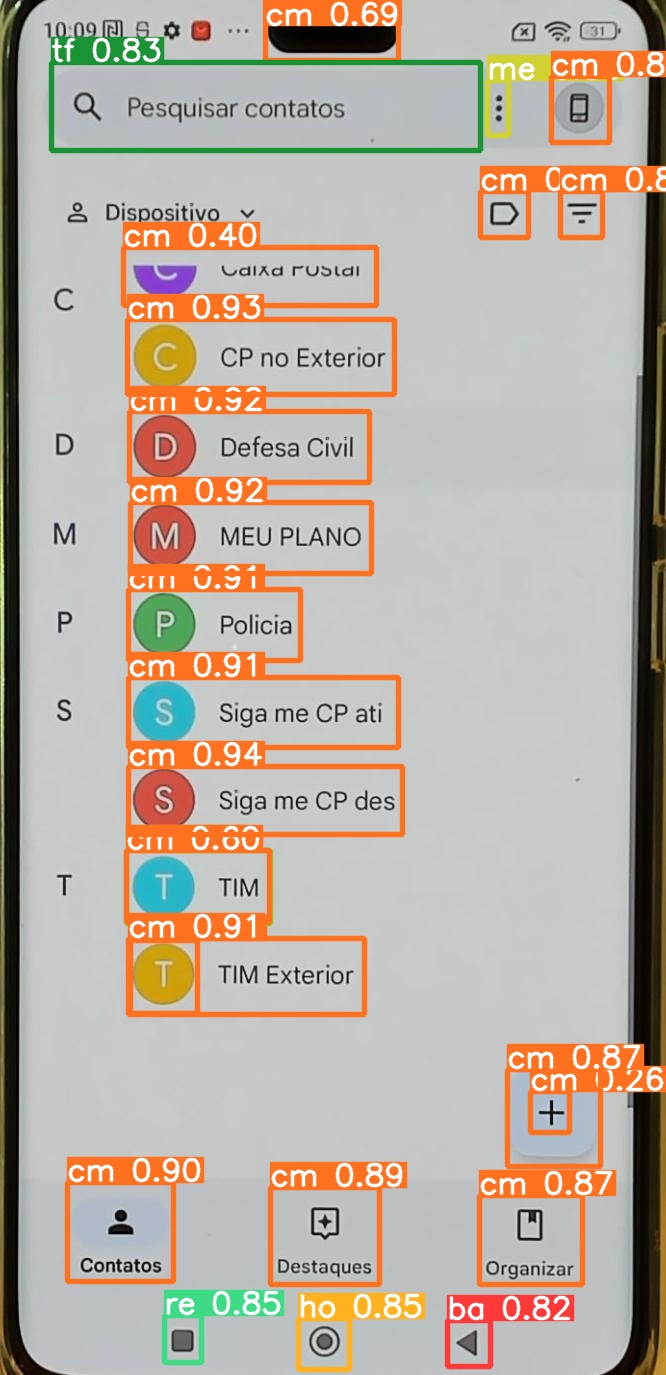 cm 0.69
10:09
31
tf 0.83
me
cm 0.8
Pesquisar contatos
cm
cm 0.8
Dispositivo
cm 0.40
C
C
Caixa Postal
cm 0.93
C
CP no Exterior
cm 0.92
D
D
Defesa Civil
cm 0.92
M
M
MEU PLANO
cm 0.91
P
P
Policia
cm 0.91
S
S
Siga me CP ati
cm 0.94
S
Siga me CP des
cm 0.60
T
T
TIM
cm 0.91
T
TIM Exterior
cm 0.87
cm 0.26
+
cm 0.90
cm 0.89
cm 0.87
Contatos
Destaques
Organizar
re 0.85
ho 0.85
ba 0.82